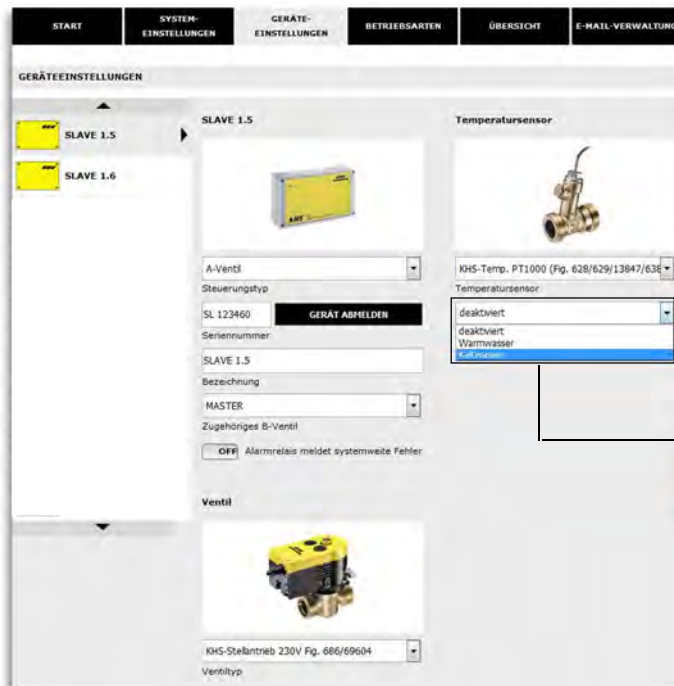 START
SYSTEM-
EINSTELLUNGEN
GERÄTE-
EINSTELLUNGEN
BETRIEBSARTEN
ÜBERSICHT
E-MAIL-VERWALTUNG
GERÄTEEINSTELLUNGEN
SLAVE 1.5
SLAVE 1.6
SLAVE 1.5
A-Ventil
Steuerungstyp
SL 123460
GERÄT ABMELDEN
Seriennummer
SLAVE 1.5
Bezeichnung
MASTER
Zugehöriges B-Ventil
OFF Alarmrelais meldet systemweite Fehler
Ventil
KHS-Stellantrieb 230V Fig. 686/69604
Ventiltyp
Temperatursensor
KHS-Temp. PT1000 (Fig. 628/629/13847/638
Temperatursensor
deaktiviert
deaktiviert
Warmwasser
Kaltwasser